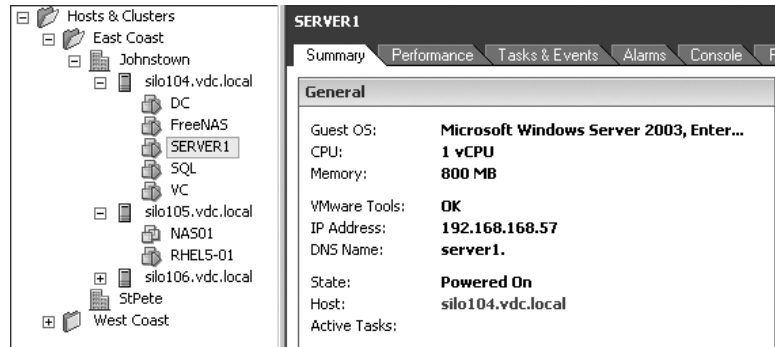 Hosts & Clusters
East Coast
Johnstown
silo104.vdc.local
DC
FreeNAS
SERVER1
SQL
VC
silo105.vdc.local
NAS01
RHEL5-01
silo106.vdc.local
StPete
West Coast
SERVER1
Summary Performance Tasks & Events Alarms Console
General
Guest OS: Microsoft Windows Server 2003, Enter...
CPU: 1 vCPU
Memory: 800 MB
VMware Tools: OK
IP Address: 192.168.168.57
DNS Name: server1.
State: Powered On
Host: silo104.vdc.local
Active Tasks: